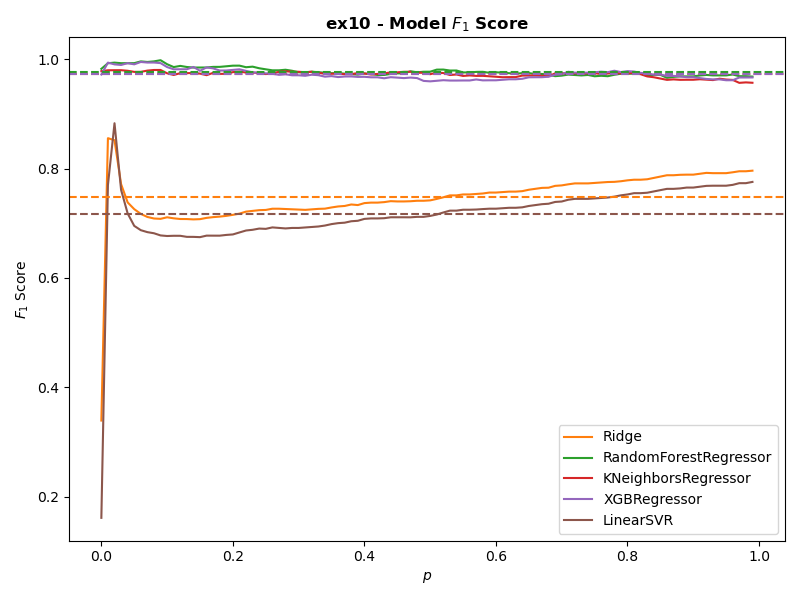 ex10 - Model F₁ Score
F₁ Score
1.0
0.8
0.6
0.4
0.2
0.0 0.2 0.4 0.6 0.8 1.0
p
Ridge
RandomForestRegressor
KNeighborsRegressor
XGBRegressor
LinearSVR